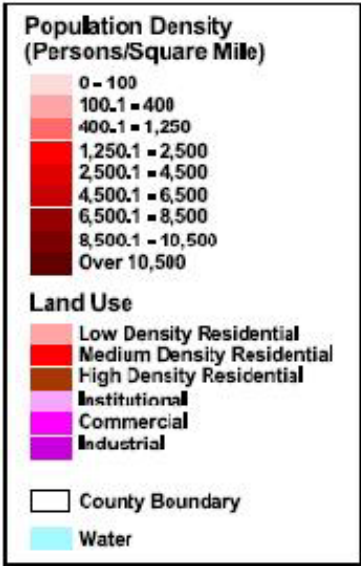 Population Density
(Persons/Square Mile)
0 - 100
100.1 - 400
400.1 - 1,250
1,250.1 - 2,500
2,500.1 - 4,500
4,500.1 - 6,500
6,500.1 - 8,500
8,500.1 - 10,500
Over 10,500
Land Use
Low Density Residential
Medium Density Residential
High Density Residential
Institutional
Commercial
Industrial
County Boundary
Water